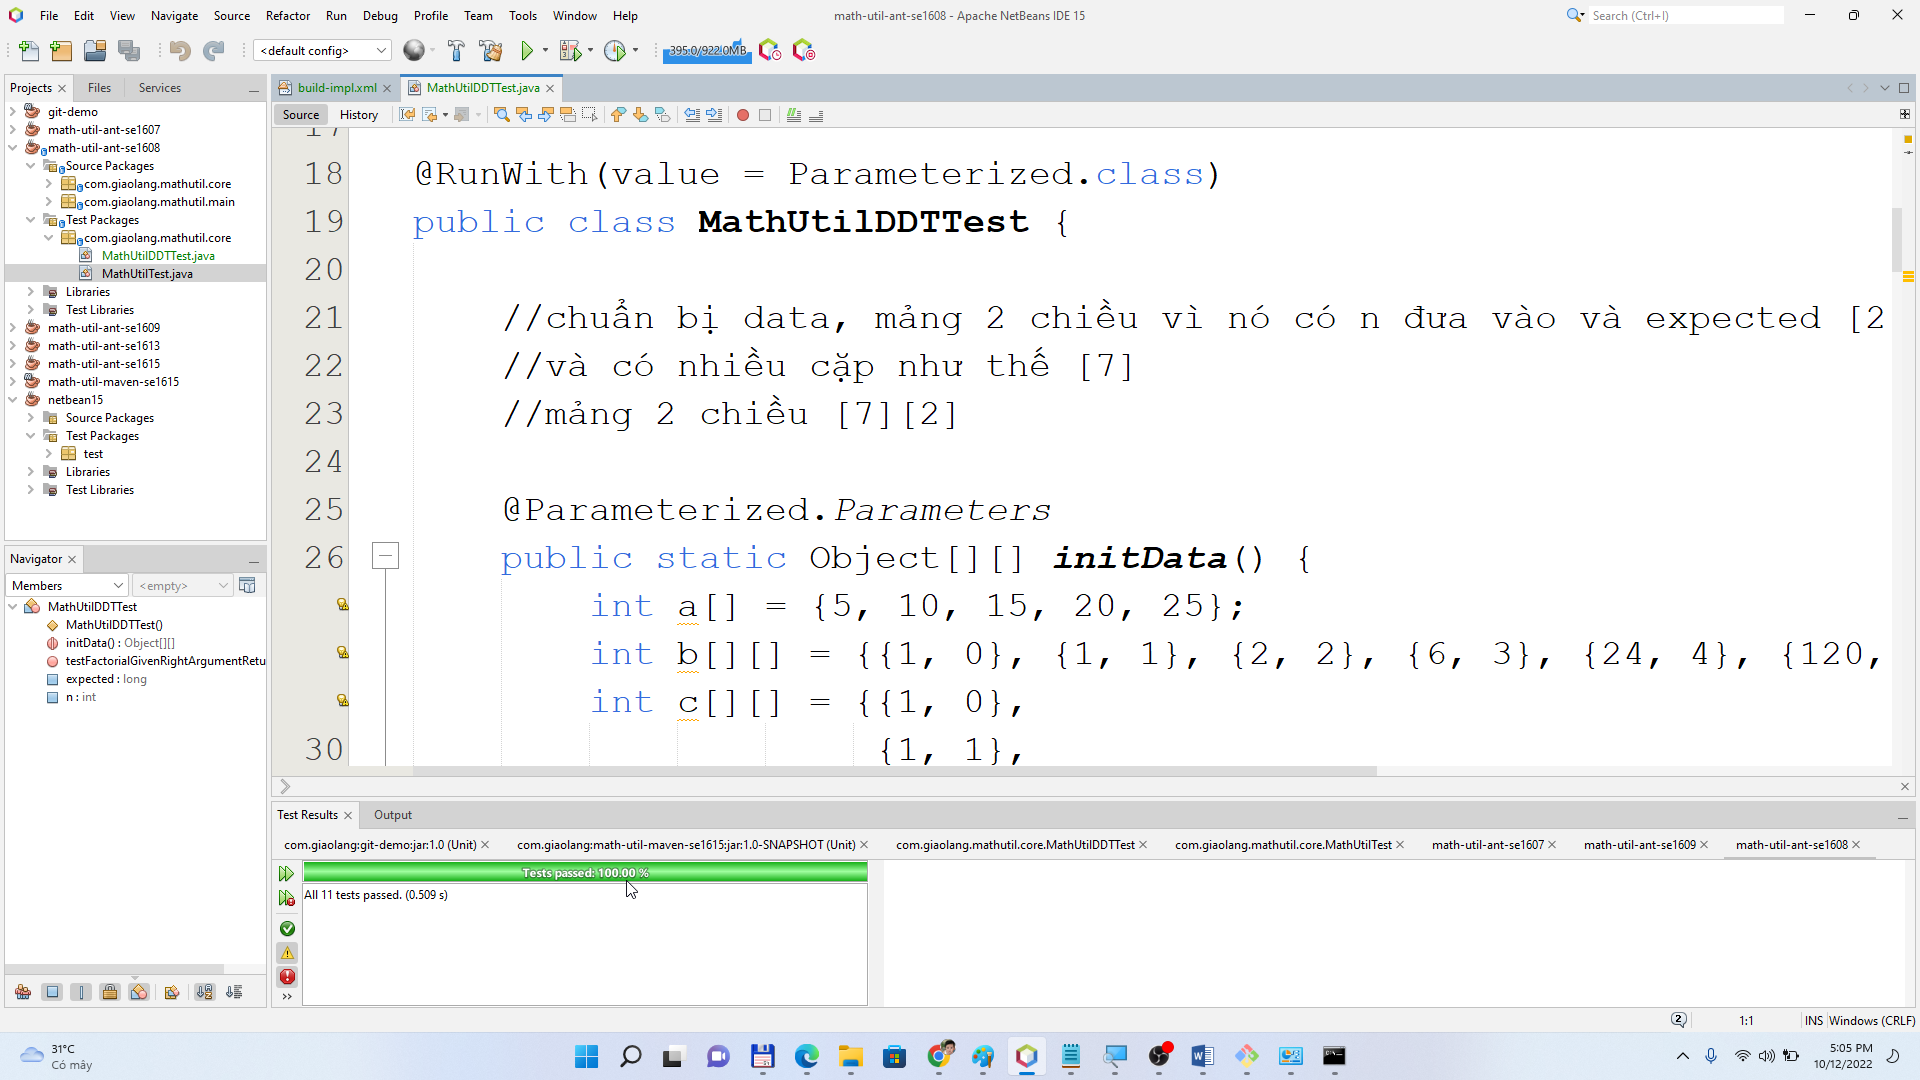 File Edit View Navigate Source Refactor Run Debug Profile Team Tools Window Help
math-util-ant-se1608 - Apache NetBeans IDE 15
Search (Ctrl+I)
<default config>
395.0/922.0MB
Projects Files Services
git-demo
math-util-ant-se1607
math-util-ant-se1608
Source Packages
com.giaolang.mathutil.core
com.giaolang.mathutil.main
Test Packages
com.giaolang.mathutil.core
MathUtilDDTTest.java
MathUtilTest.java
Libraries
Test Libraries
math-util-ant-se1609
math-util-ant-se1613
math-util-ant-se1615
math-util-maven-se1615
netbean15
Source Packages
Test Packages
test
Libraries
Test Libraries
Navigator
Members
<empty>
MathUtilDDTTest
MathUtilDDTTest()
initData() : Object[][]
testFactorialGivenRightArgumentRetu
expected : long
n : int
build-impl.xml MathUtilDDTTest.java
Source History
17
18 @RunWith(value = Parameterized.class)
19 public class MathUtilDDTTest {
20
21 //chuẩn bị data, mảng 2 chiều vì nó có n đưa vào và expected [2
22 //và có nhiều cặp như thế [7]
23 //mảng 2 chiều [7][2]
24
25 @Parameterized.Parameters
26 public static Object[][] initData() {
int a[] = {5, 10, 15, 20, 25};
int b[][] = {{1, 0}, {1, 1}, {2, 2}, {6, 3}, {24, 4}, {120,
int c[][] = {{1, 0},
30 {1, 1},
Test Results Output
com.giaolang:git-demo:jar:1.0 (Unit) com.giaolang:math-util-maven-se1615:jar:1.0-SNAPSHOT (Unit) com.giaolang.mathutil.core.MathUtilDDTTest com.giaolang.mathutil.core.MathUtilTest math-util-ant-se1607 math-util-ant-se1609 math-util-ant-se1608
Tests passed: 100.00 %
All 11 tests passed. (0.509 s)
2 1:1 INS Windows (CRLF)
31°C
Có mây
5:05 PM
10/12/2022